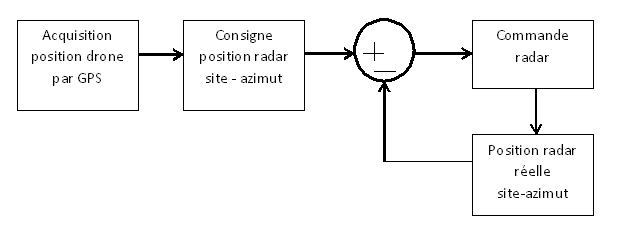 Acquisition
position drone
par GPS
Consigne
position radar
site - azimut
+
—
Commande
radar
Position radar
réelle
site-azimut